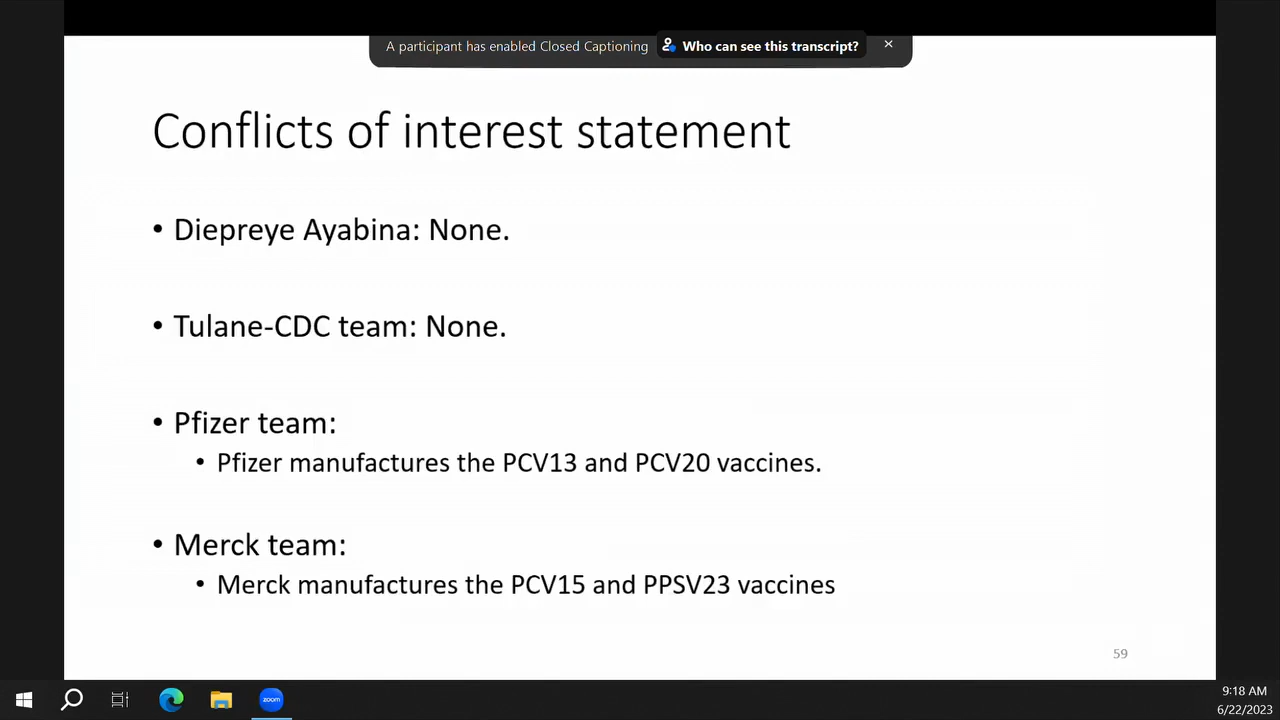 A participant has enabled Closed Captioning Who can see this transcript?
Conflicts of interest statement
• Diepreye Ayabina: None.
• Tulane-CDC team: None.
• Pfizer team:
• Pfizer manufactures the PCV13 and PCV20 vaccines.
• Merck team:
• Merck manufactures the PCV15 and PPSV23 vaccines
59
zoom
9:18 AM
6/22/2023